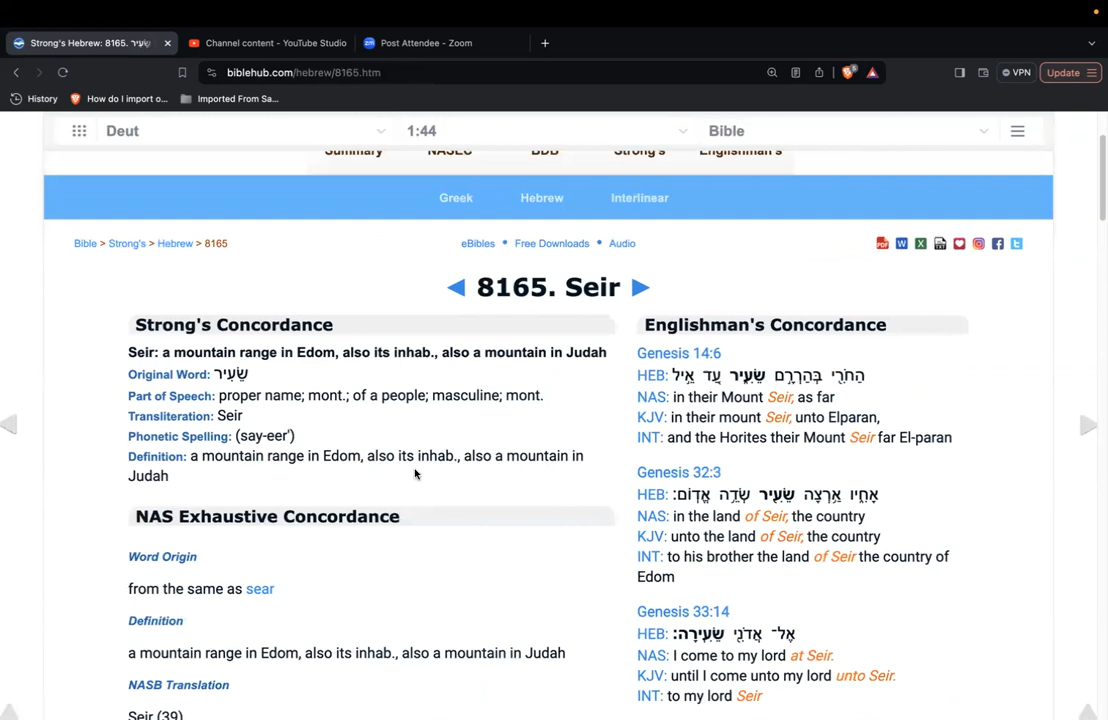 Strong's Hebrew: 8165. שֵׂעִיר
Channel content - YouTube Studio
Post Attendee - Zoom
biblehub.com/hebrew/8165.htm
VPN
Update
History
How do I import o...
Imported From Sa...
Deut
1:44
Bible
Summary NASEC BDB Strong's Englishman's
Greek Hebrew Interlinear
Bible > Strong's > Hebrew > 8165
eBibles • Free Downloads • Audio
◄ 8165. Seir ►
Strong's Concordance
Seir: a mountain range in Edom, also its inhab., also a mountain in Judah
Original Word: שֵׂעִיר
Part of Speech: proper name; mont.; of a people; masculine; mont.
Transliteration: Seir
Phonetic Spelling: (say-eer')
Definition: a mountain range in Edom, also its inhab., also a mountain in
Judah
NAS Exhaustive Concordance
Word Origin
from the same as sear
Definition
a mountain range in Edom, also its inhab., also a mountain in Judah
NASB Translation
Seir (39)
Englishman's Concordance
Genesis 14:6
HEB: הַחֹרִ֖י בְּהַרְרָ֣ם שֵׂעִ֑יר עַ֚ד אֵ֣יל
NAS: in their Mount Seir, as far
KJV: in their mount Seir, unto Elparan,
INT: and the Horites their Mount Seir far El-paran
Genesis 32:3
HEB: אָחִ֑יו אַ֥רְצָה שֵׂעִ֖יר שְׂדֵ֥ה אֱדֽוֹם׃
NAS: in the land of Seir, the country
KJV: unto the land of Seir, the country
INT: to his brother the land of Seir the country of
Edom
Genesis 33:14
HEB: אֶל־ אֲדֹנִ֖י שֵׂעִֽירָה׃
NAS: I come to my lord at Seir.
KJV: until I come unto my lord unto Seir.
INT: to my lord Seir